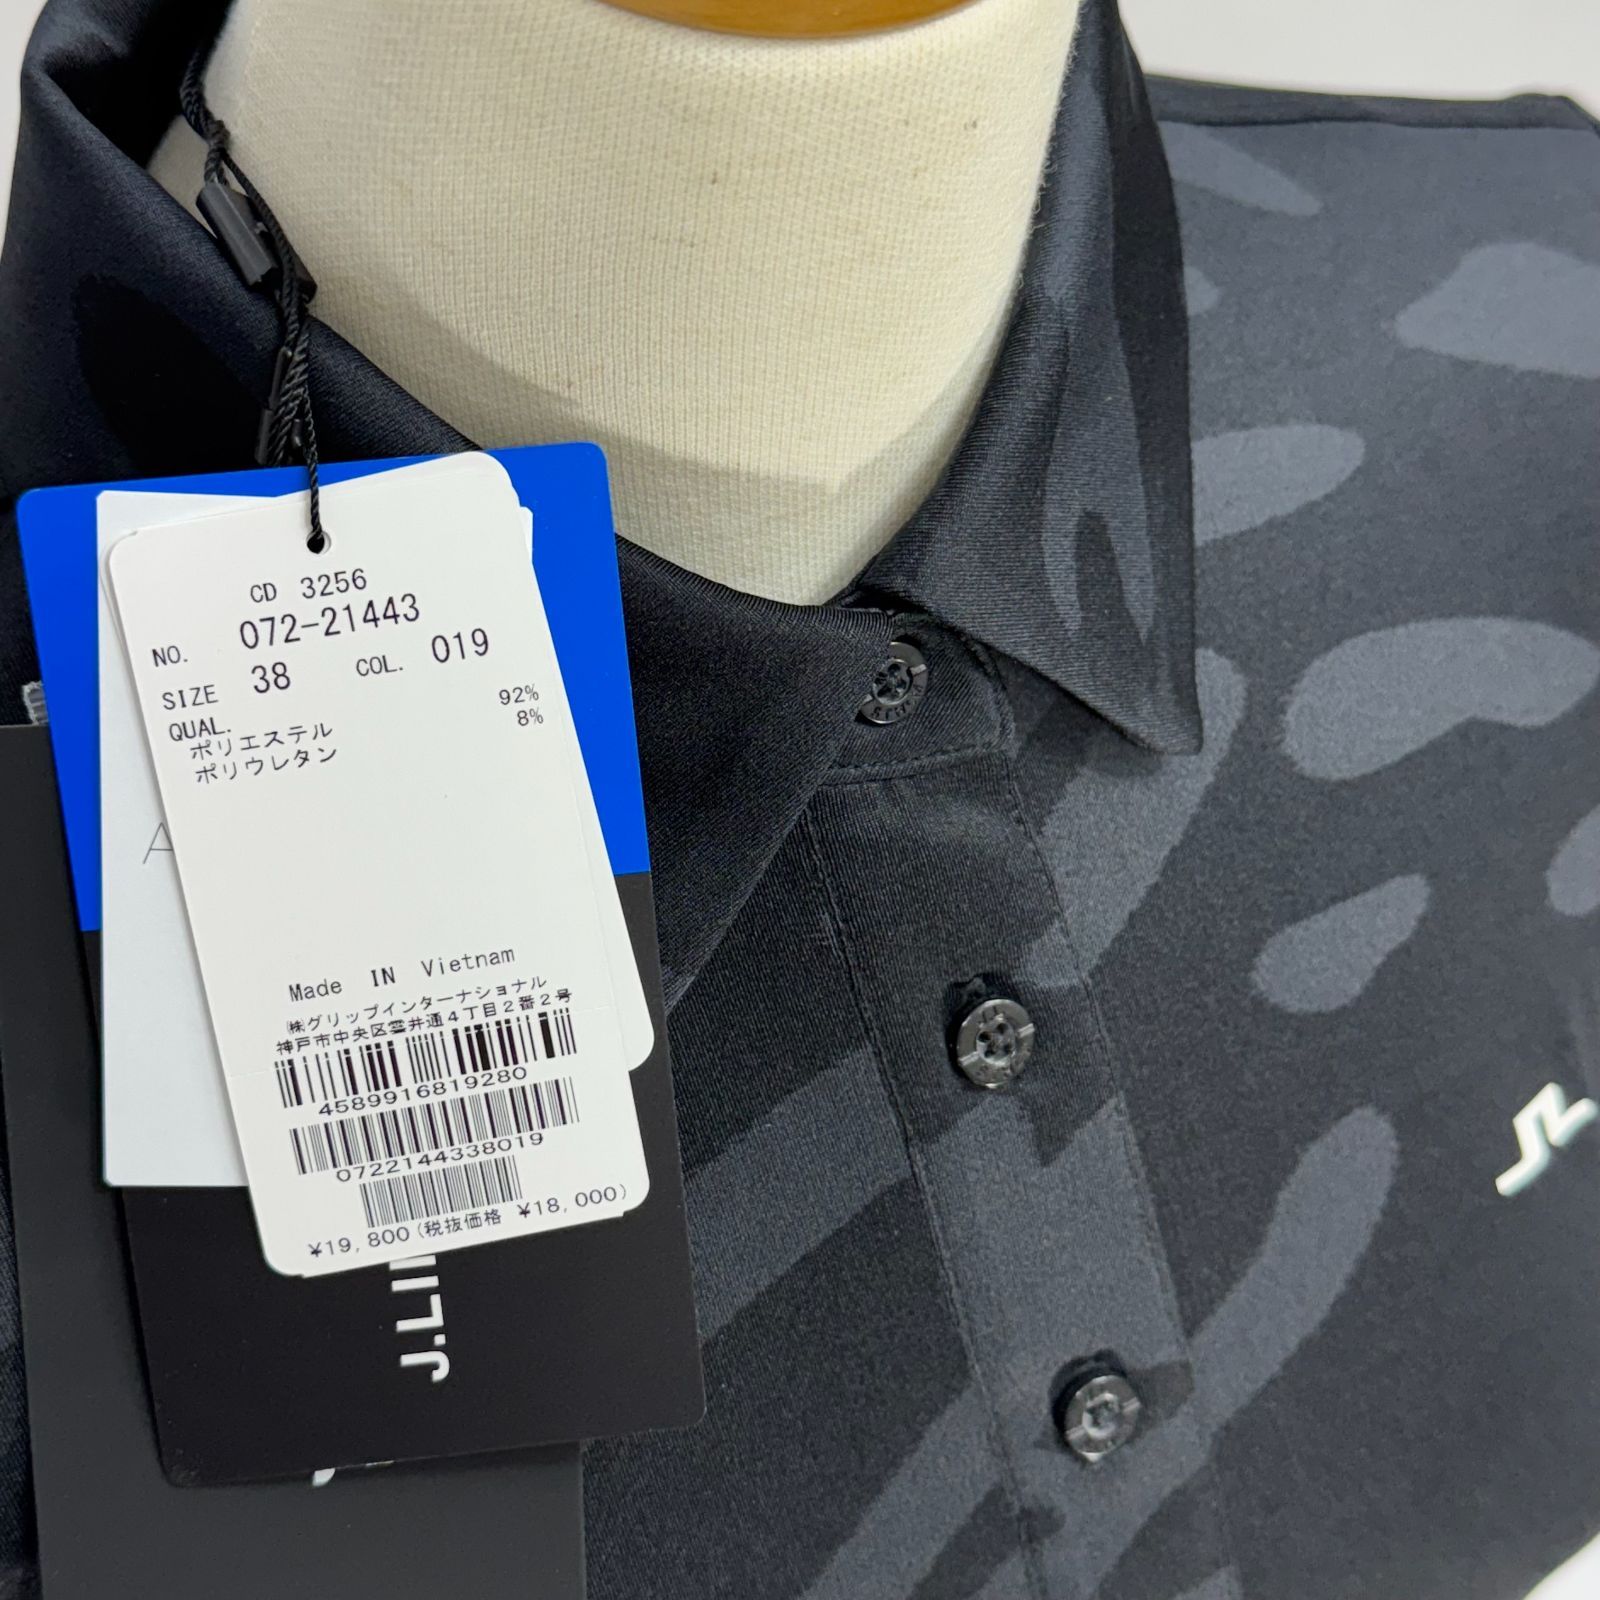 CD 3256
NO. 072-21443
SIZE 38 COL. 019
QUAL.
ポリエステル 92%
ポリウレタン 8%
A
Made IN Vietnam
㈱グリップインターナショナル
神戸市中央区雲井通4丁目2番2号
4589916819280
0722144338019
¥19,800(税抜価格 ¥18,000)
J.LI